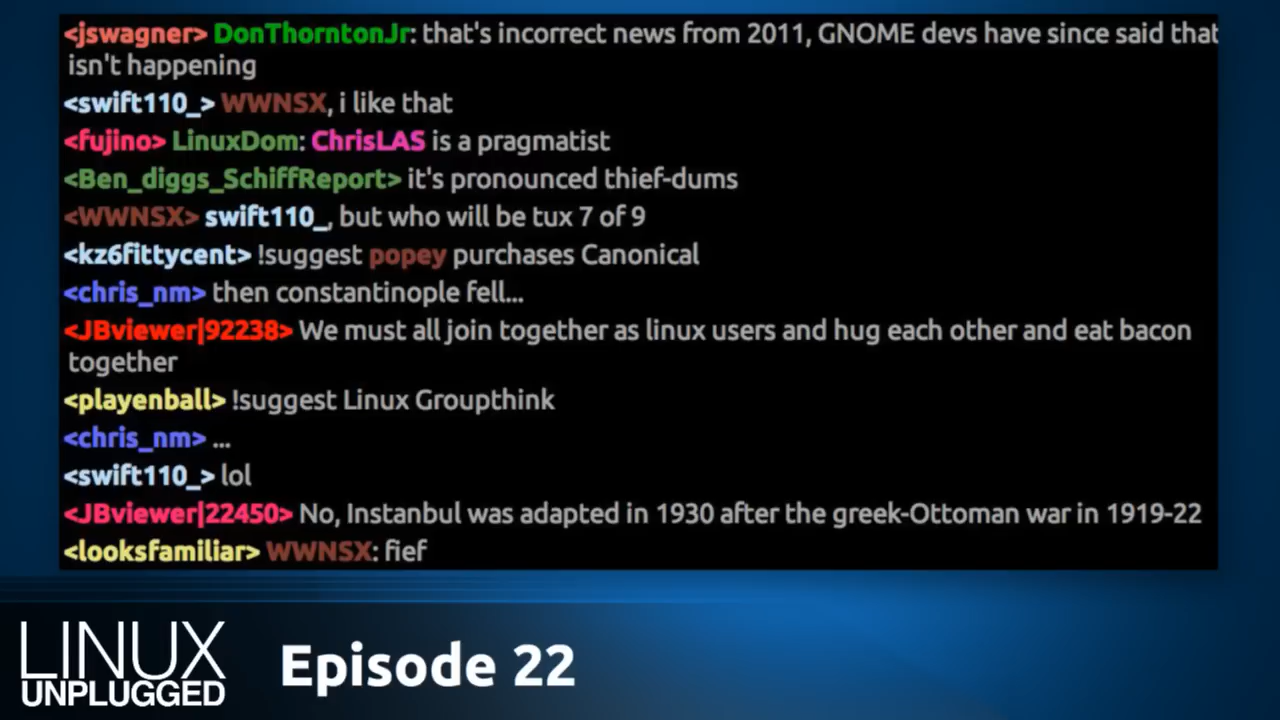 <jswagner> DonThorntonJr: that's incorrect news from 2011, GNOME devs have since said that
isn't happening
<swift110_> WWNSX, i like that
<fujino> LinuxDom: ChrisLAS is a pragmatist
<Ben_diggs_SchiffReport> it's pronounced thief-dums
<WWNSX> swift110_, but who will be tux 7 of 9
<kz6fittycent> !suggest popey purchases Canonical
<chris_nm> then constantinople fell...
<JBviewer|92238> We must all join together as linux users and hug each other and eat bacon
together
<playenball> !suggest Linux Groupthink
<chris_nm> ...
<swift110_> lol
<JBviewer|22450> No, Instanbul was adapted in 1930 after the greek-Ottoman war in 1919-22
<looksfamiliar> WWNSX: fief
LINUX
UNPLUGGED
Episode 22